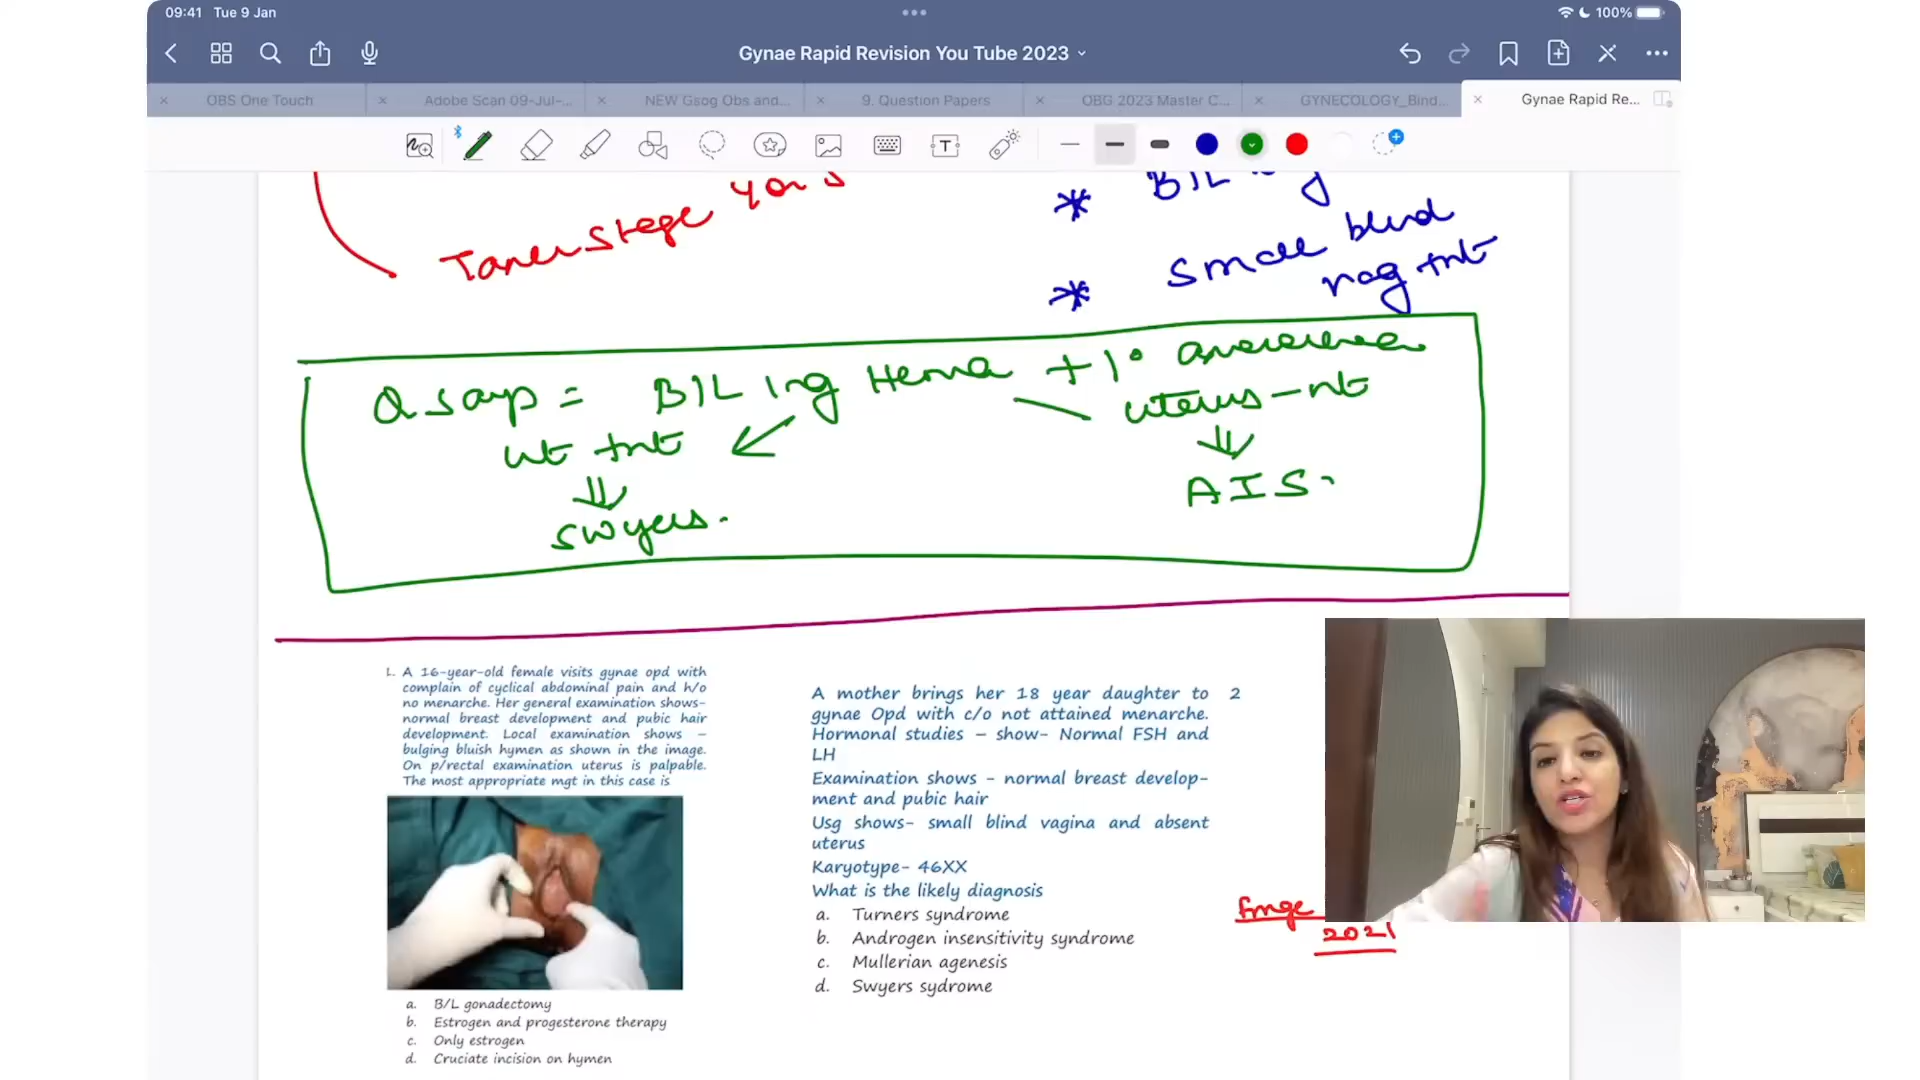 09:41 Tue 9 Jan
100%
Gynae Rapid Revision You Tube 2023
OBS One Touch
Adobe Scan 09-Jul-...
NEW Gsog Obs and...
9. Question Papers
OBG 2023 Master C...
GYNECOLOGY_Bind...
Gynae Rapid Re...
Taner Stage
* B/L
* Small blind
vag +nt
Q says = B/L Ing Hernia + 1° amenorrhea
ut +nt
uterus -nt
Swyers.
AIS.
1. A 16-year-old female visits gynae opd with
complain of cyclical abdominal pain and h/o
no menarche. Her general examination shows-
normal breast development and pubic hair
development. Local examination shows –
bulging bluish hymen as shown in the image.
On p/rectal examination uterus is palpable.
The most appropriate mgt in this case is
a. B/L gonadectomy
b. Estrogen and progesterone therapy
c. Only estrogen
d. Cruciate incision on hymen
A mother brings her 18 year daughter to 2
gynae Opd with c/o not attained menarche.
Hormonal studies – show- Normal FSH and
LH
Examination shows - normal breast develop-
ment and pubic hair
Usg shows- small blind vagina and absent
uterus
Karyotype- 46XX
What is the likely diagnosis
a. Turners syndrome
b. Androgen insensitivity syndrome
c. Mullerian agenesis
d. Swyers sydrome
Fmge
2021